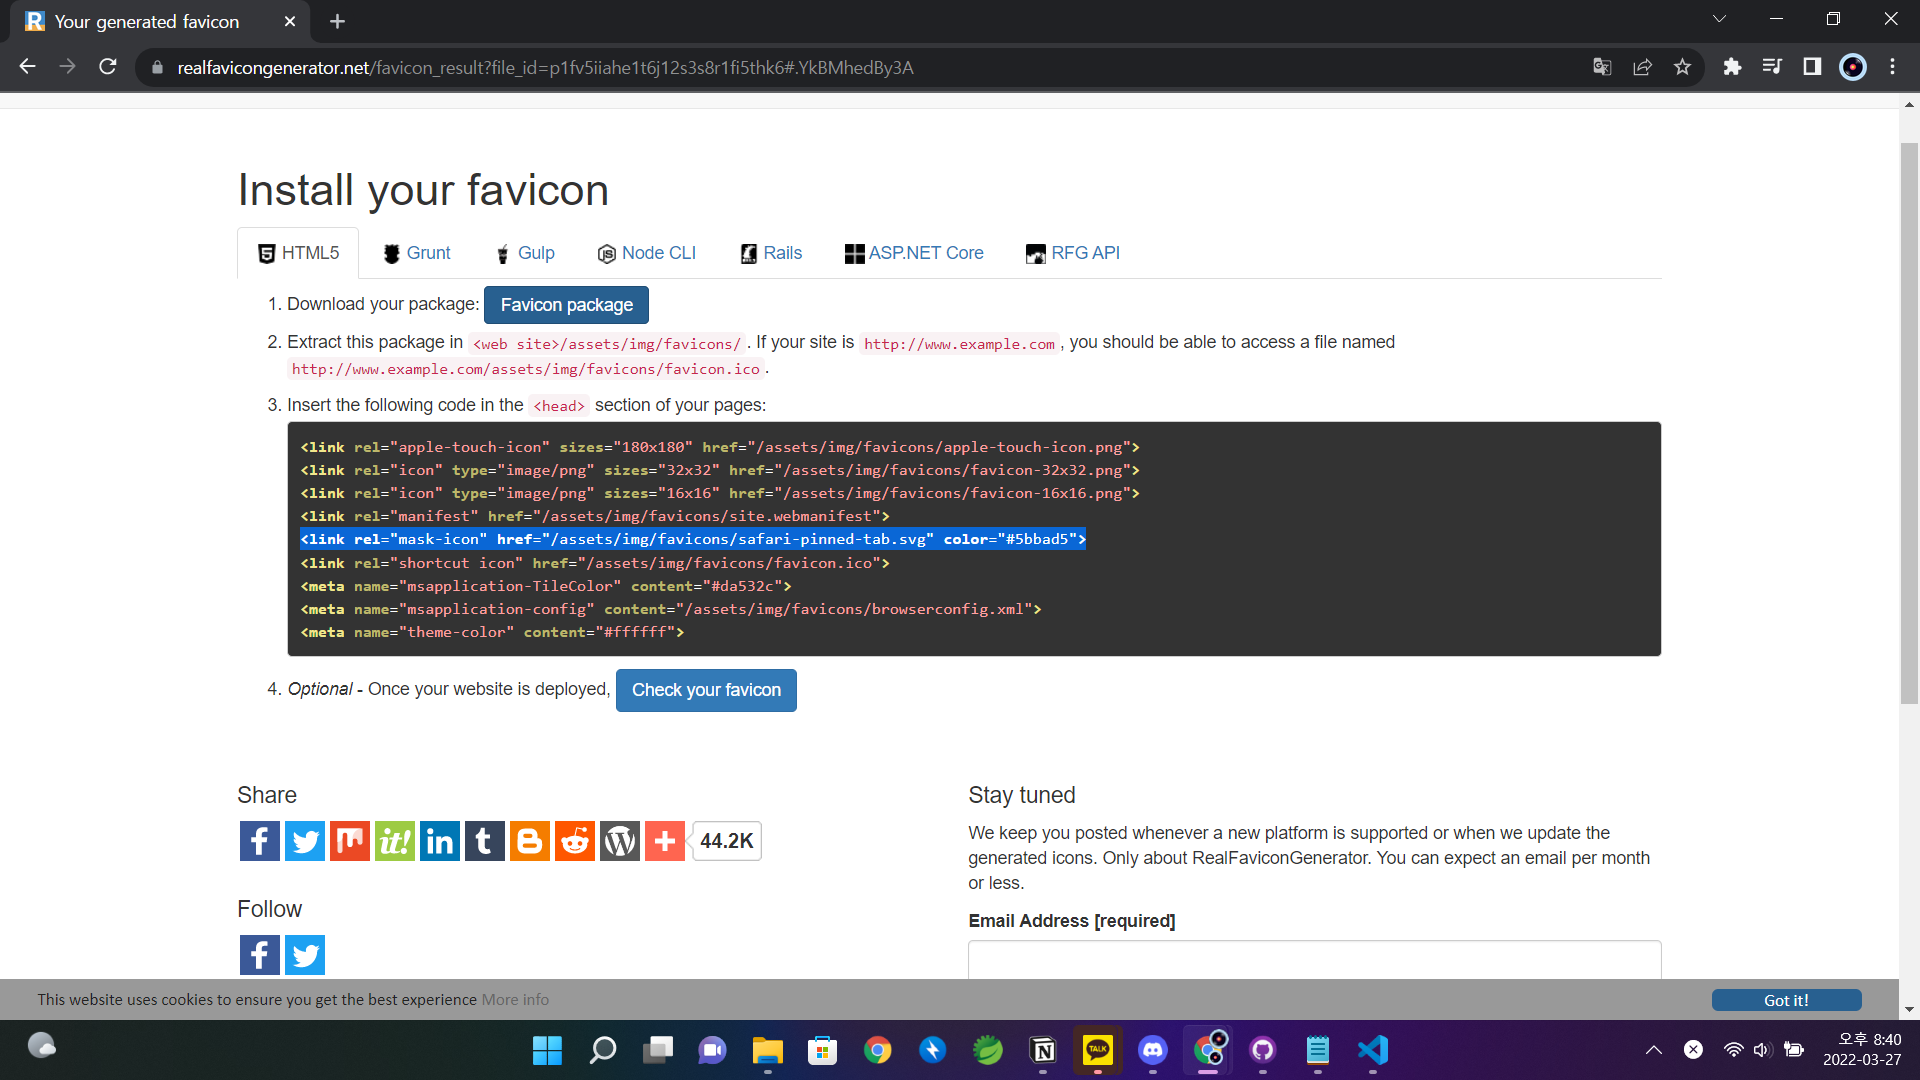 Your generated favicon
realfavicongenerator.net/favicon_result?file_id=p1fv5iiahe1t6j12s3s8r1fi5thk6#.YkBMhedBy3A
Install your favicon
HTML5 Grunt Gulp Node CLI Rails ASP.NET Core RFG API
1. Download your package: Favicon package
2. Extract this package in <web site>/assets/img/favicons/. If your site is http://www.example.com, you should be able to access a file named
http://www.example.com/assets/img/favicons/favicon.ico.
3. Insert the following code in the <head> section of your pages:
<link rel="apple-touch-icon" sizes="180x180" href="/assets/img/favicons/apple-touch-icon.png">
<link rel="icon" type="image/png" sizes="32x32" href="/assets/img/favicons/favicon-32x32.png">
<link rel="icon" type="image/png" sizes="16x16" href="/assets/img/favicons/favicon-16x16.png">
<link rel="manifest" href="/assets/img/favicons/site.webmanifest">
<link rel="mask-icon" href="/assets/img/favicons/safari-pinned-tab.svg" color="#5bbad5">
<link rel="shortcut icon" href="/assets/img/favicons/favicon.ico">
<meta name="msapplication-TileColor" content="#da532c">
<meta name="msapplication-config" content="/assets/img/favicons/browserconfig.xml">
<meta name="theme-color" content="#ffffff">
4. Optional - Once your website is deployed, Check your favicon
Share
44.2K
Follow
Stay tuned
We keep you posted whenever a new platform is supported or when we update the
generated icons. Only about RealFaviconGenerator. You can expect an email per month
or less.
Email Address [required]
This website uses cookies to ensure you get the best experience More info
Got it!
TALK
오후 8:40
2022-03-27